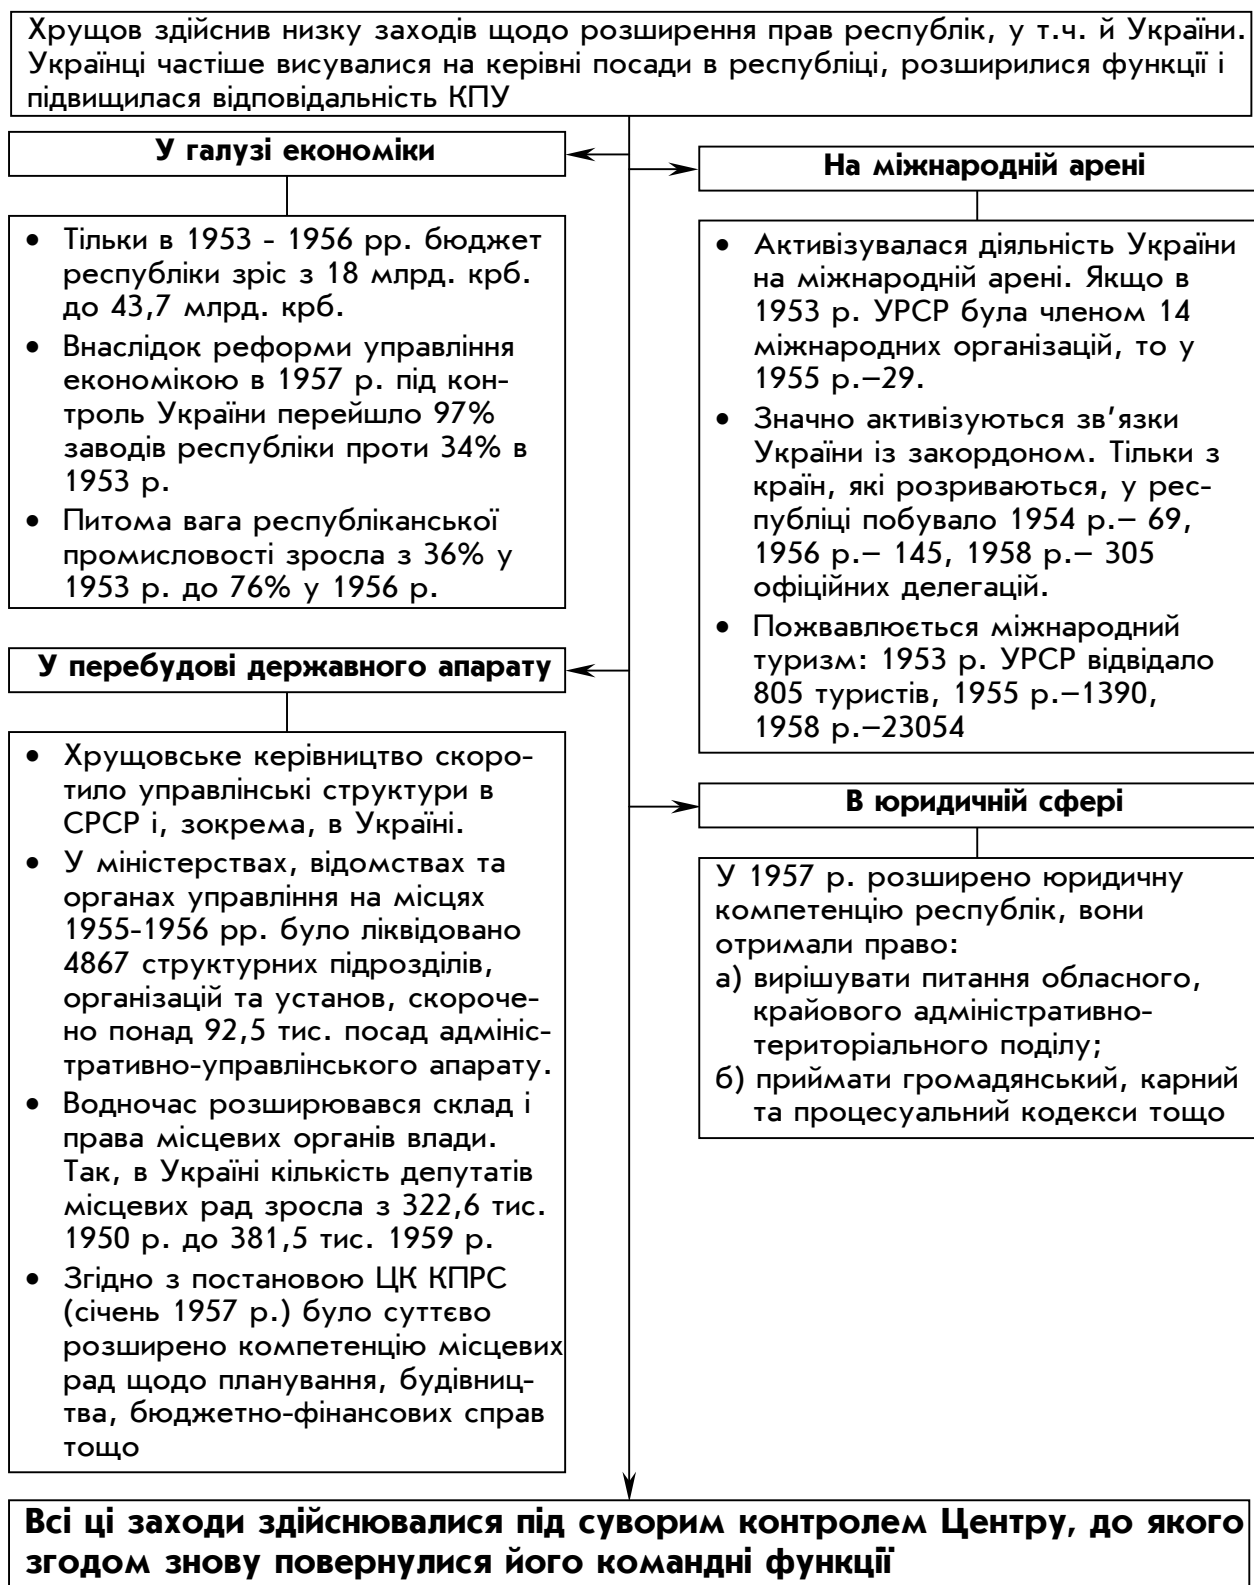 Хрущов здійснив низку заходів щодо розширення прав республік, у т.ч. й України.
Українці частіше висувалися на керівні посади в республіці, розширилися функції і
підвищилася відповідальність КПУ
У галузі економіки
• Тільки в 1953 - 1956 рр. бюджет
республіки зріс з 18 млрд. крб.
до 43,7 млрд. крб.
• Внаслідок реформи управління
економікою в 1957 р. під кон-
троль України перейшло 97%
заводів республіки проти 34% в
1953 р.
• Питома вага республіканської
промисловості зросла з 36% у
1953 р. до 76% у 1956 р.
У перебудові державного апарату
• Хрущовське керівництво скоро-
тило управлінські структури в
СРСР і, зокрема, в Україні.
• У міністерствах, відомствах та
органах управління на місцях
1955-1956 рр. було ліквідовано
4867 структурних підрозділів,
організацій та установ, скороче-
но понад 92,5 тис. посад адмініс-
тративно-управлінського апарату.
• Водночас розширювався склад і
права місцевих органів влади.
Так, в Україні кількість депутатів
місцевих рад зросла з 322,6 тис.
1950 р. до 381,5 тис. 1959 р.
• Згідно з постановою ЦК КПРС
(січень 1957 р.) було суттєво
розширено компетенцію місцевих
рад щодо планування, будівниц-
тва, бюджетно-фінансових справ
тощо
На міжнародній арені
• Активізувалася діяльність України
на міжнародній арені. Якщо в
1953 р. УРСР була членом 14
міжнародних організацій, то у
1955 р.–29.
• Значно активізуються зв’язки
України із закордоном. Тільки з
країн, які розриваються, у рес-
публіці побувало 1954 р.– 69,
1956 р.– 145, 1958 р.– 305
офіційних делегацій.
• Пожвавлюється міжнародний
туризм: 1953 р. УРСР відвідало
805 туристів, 1955 р.–1390,
1958 р.–23054
В юридичній сфері
У 1957 р. розширено юридичну
компетенцію республік, вони
отримали право:
а) вирішувати питання обласного,
крайового адміністративно-
територіального поділу;
б) приймати громадянський, карний
та процесуальний кодекси тощо
Всі ці заходи здійснювалися під суворим контролем Центру, до якого
згодом знову повернулися його командні функції